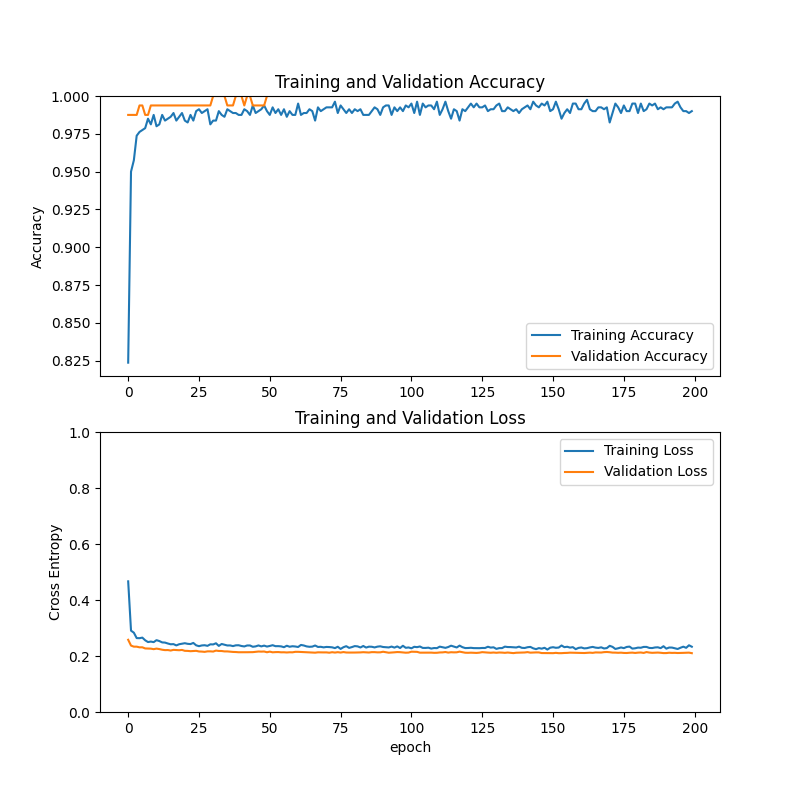 Training and Validation Accuracy
1.000
0.975
0.950
0.925
0.900
0.875
0.850
0.825
Accuracy
Training Accuracy
Validation Accuracy
0 25 50 75 100 125 150 175 200
Training and Validation Loss
1.0
0.8
0.6
0.4
0.2
0.0
Cross Entropy
Training Loss
Validation Loss
0 25 50 75 100 125 150 175 200
epoch